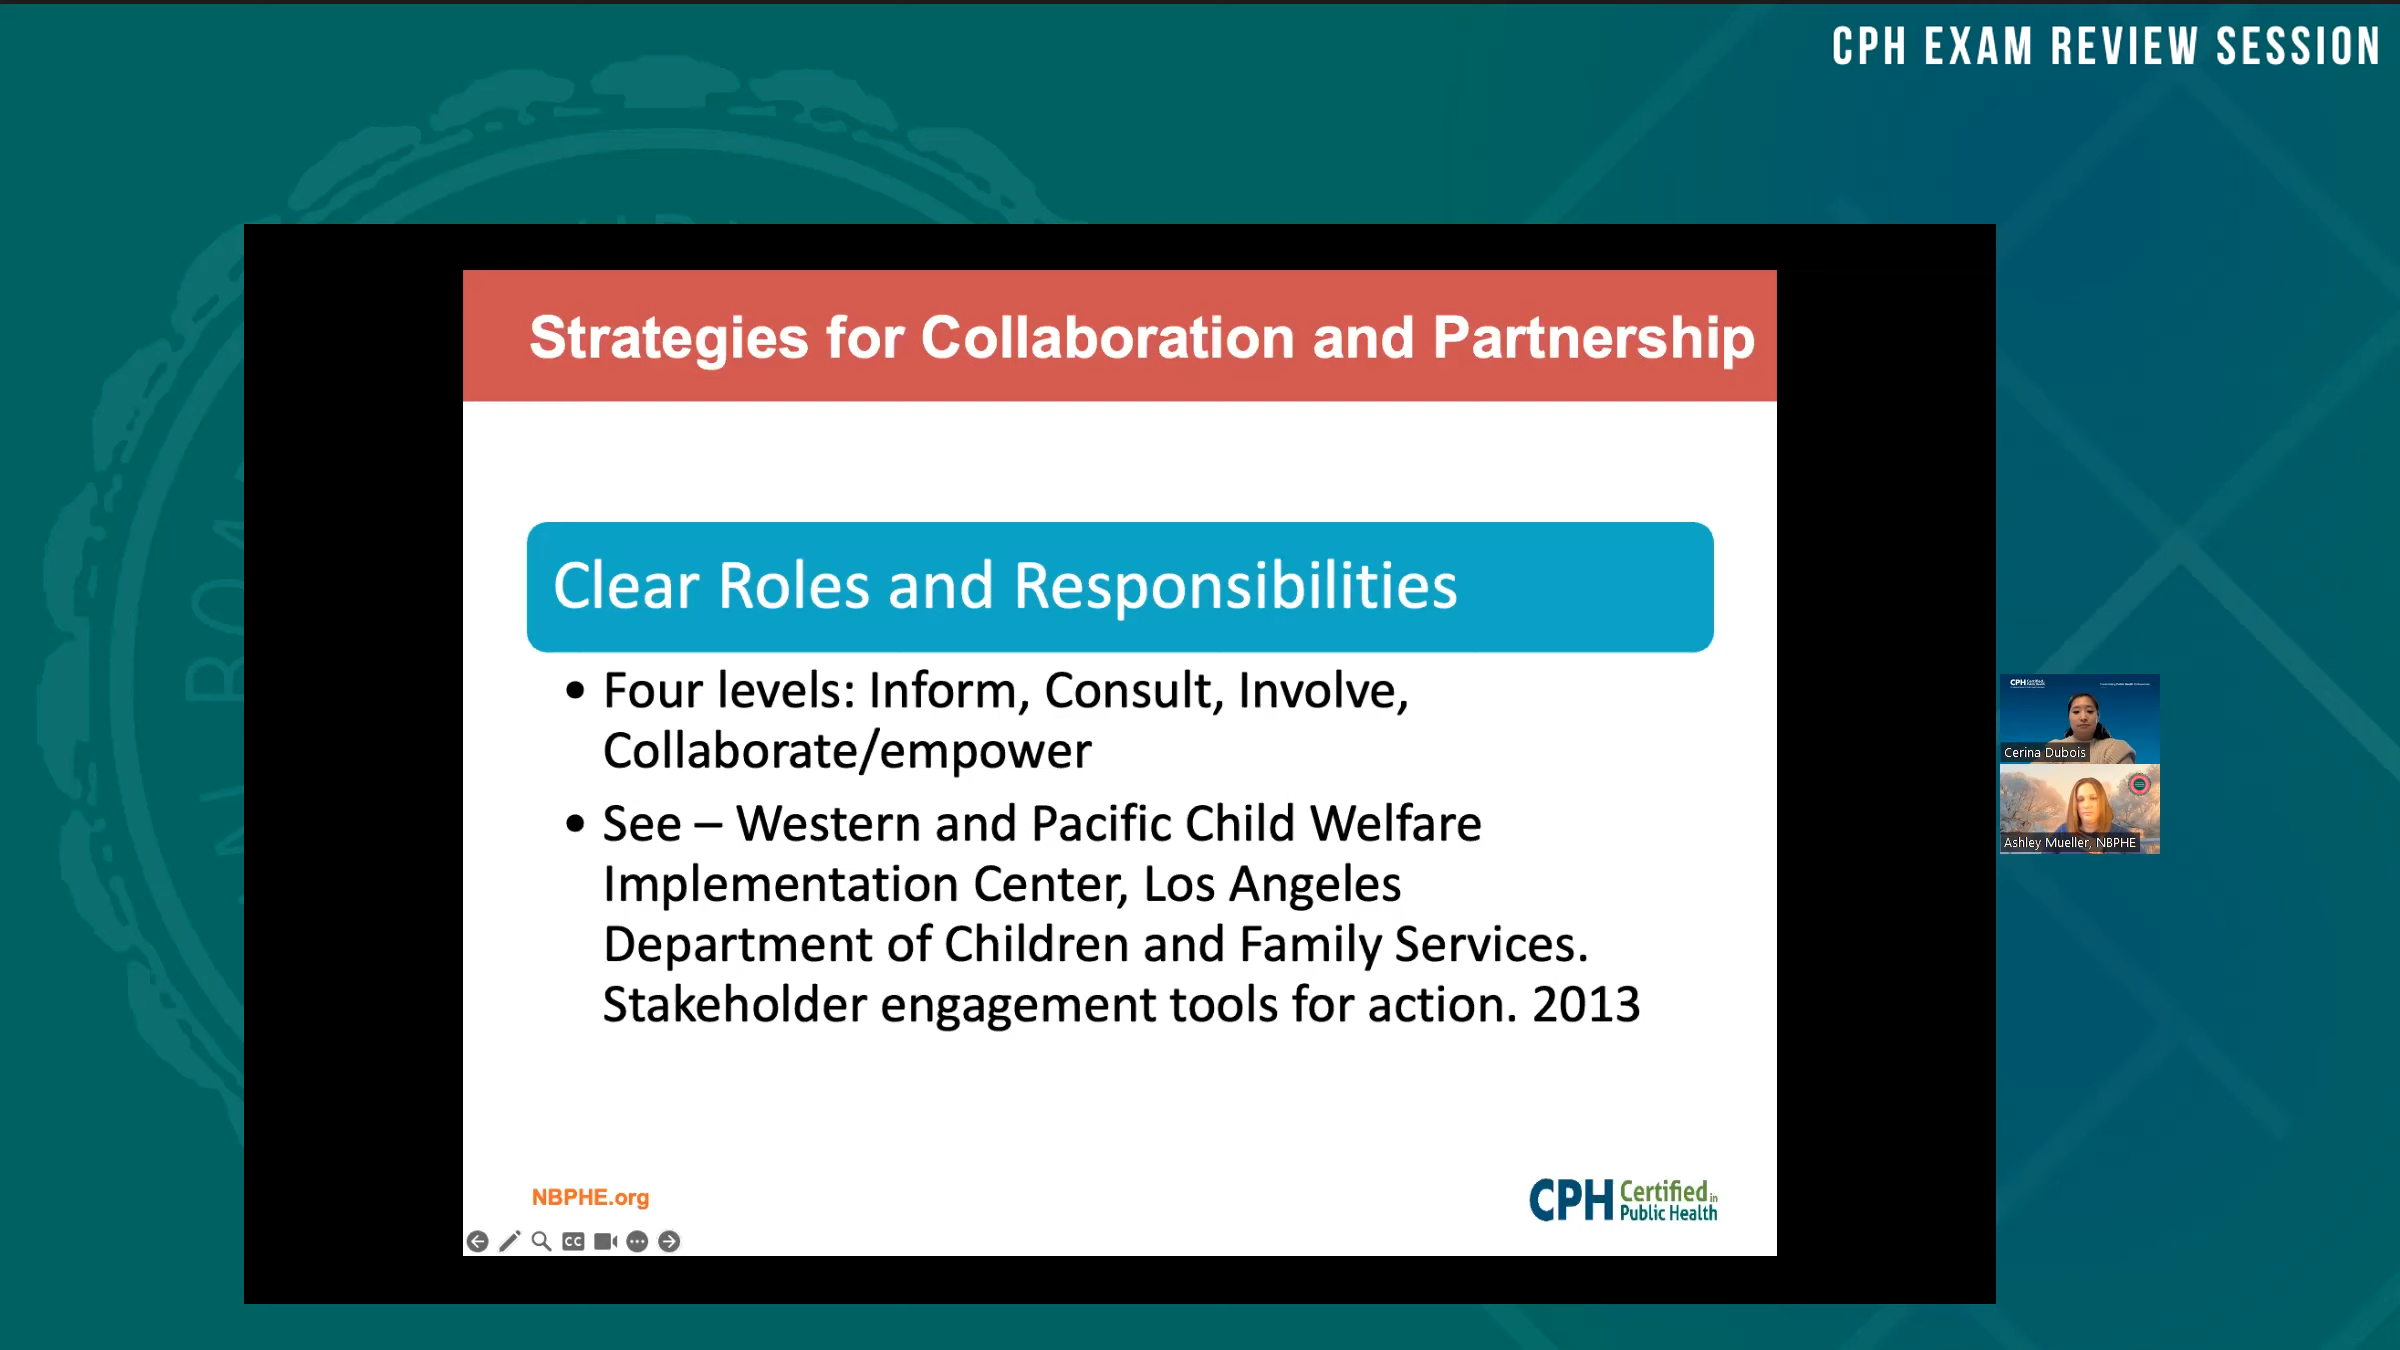 CPH EXAM REVIEW SESSION
Strategies for Collaboration and Partnership
Clear Roles and Responsibilities
• Four levels: Inform, Consult, Involve,
Collaborate/empower
• See – Western and Pacific Child Welfare
Implementation Center, Los Angeles
Department of Children and Family Services.
Stakeholder engagement tools for action. 2013
NBPHE.org
CPH Certified in
Public Health
CC
Cerina Dubois
Ashley Mueller, NBPHE